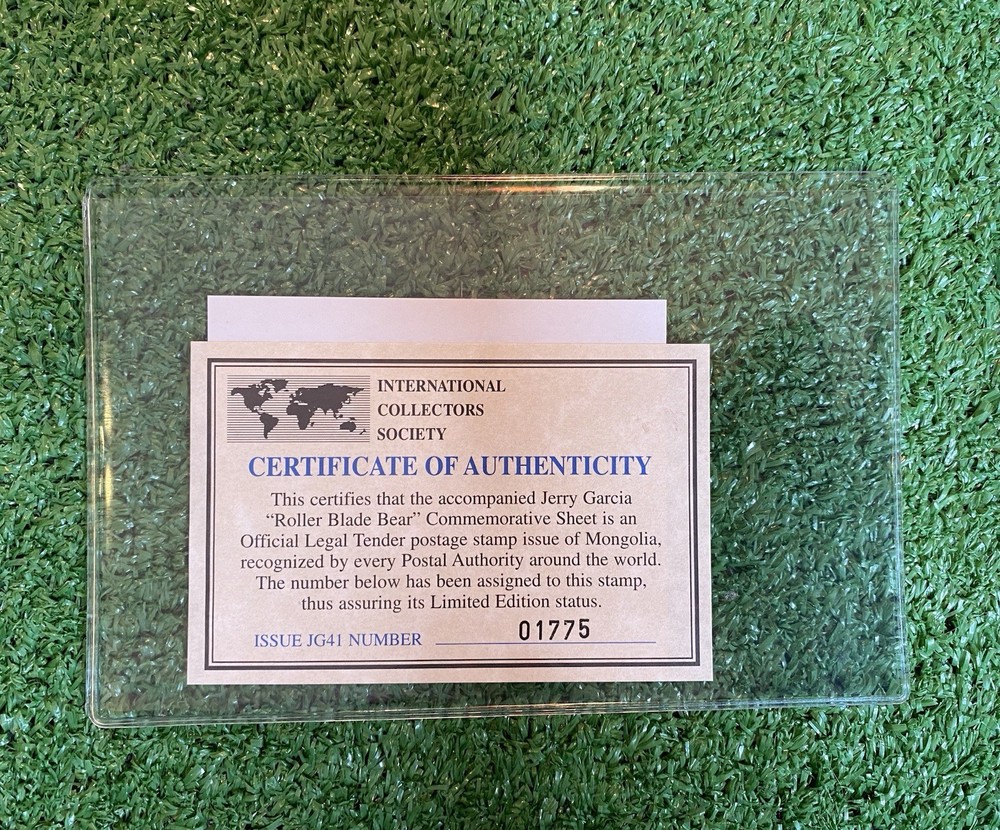 INTERNATIONAL
COLLECTORS
SOCIETY
CERTIFICATE OF AUTHENTICITY
This certifies that the accompanied Jerry Garcia
“Roller Blade Bear” Commemorative Sheet is an
Official Legal Tender postage stamp issue of Mongolia,
recognized by every Postal Authority around the world.
The number below has been assigned to this stamp,
thus assuring its Limited Edition status.
ISSUE JG41 NUMBER 01775